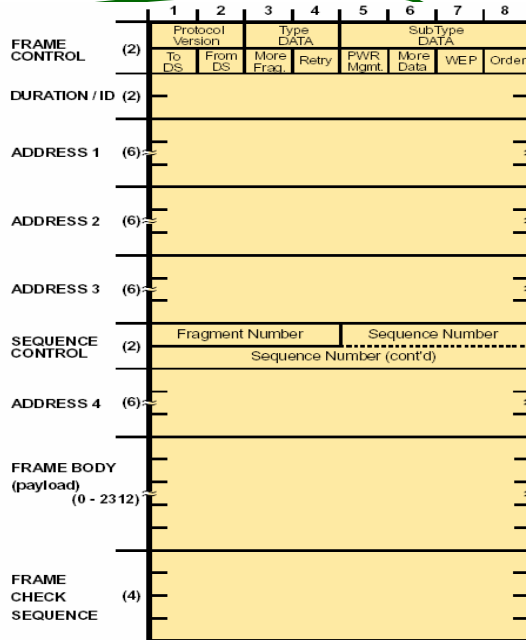 1 2 3 4 5 6 7 8
FRAME
CONTROL
(2)
Protocol
Version
Type
DATA
SubType
DATA
To
DS
From
DS
More
Frag.
Retry
PWR
Mgmt.
More
Data
WEP
Order
DURATION / ID (2)
ADDRESS 1 (6)
ADDRESS 2 (6)
ADDRESS 3 (6)
SEQUENCE
CONTROL
(2)
Fragment Number
Sequence Number
Sequence Number (cont'd)
ADDRESS 4 (6)
FRAME BODY
(payload)
(0 - 2312)
FRAME
CHECK
SEQUENCE
(4)